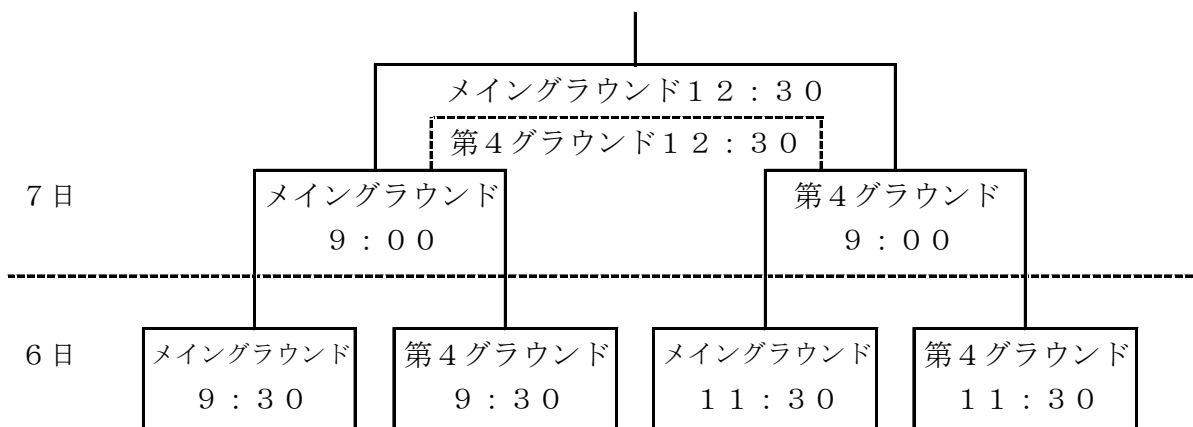 メイングラウンド１２：３０
第４グラウンド１２：３０
７日
メイングラウンド
９：００
第４グラウンド
９：００
６日
メイングラウンド
９：３０
第４グラウンド
９：３０
メイングラウンド
１１：３０
第４グラウンド
１１：３０